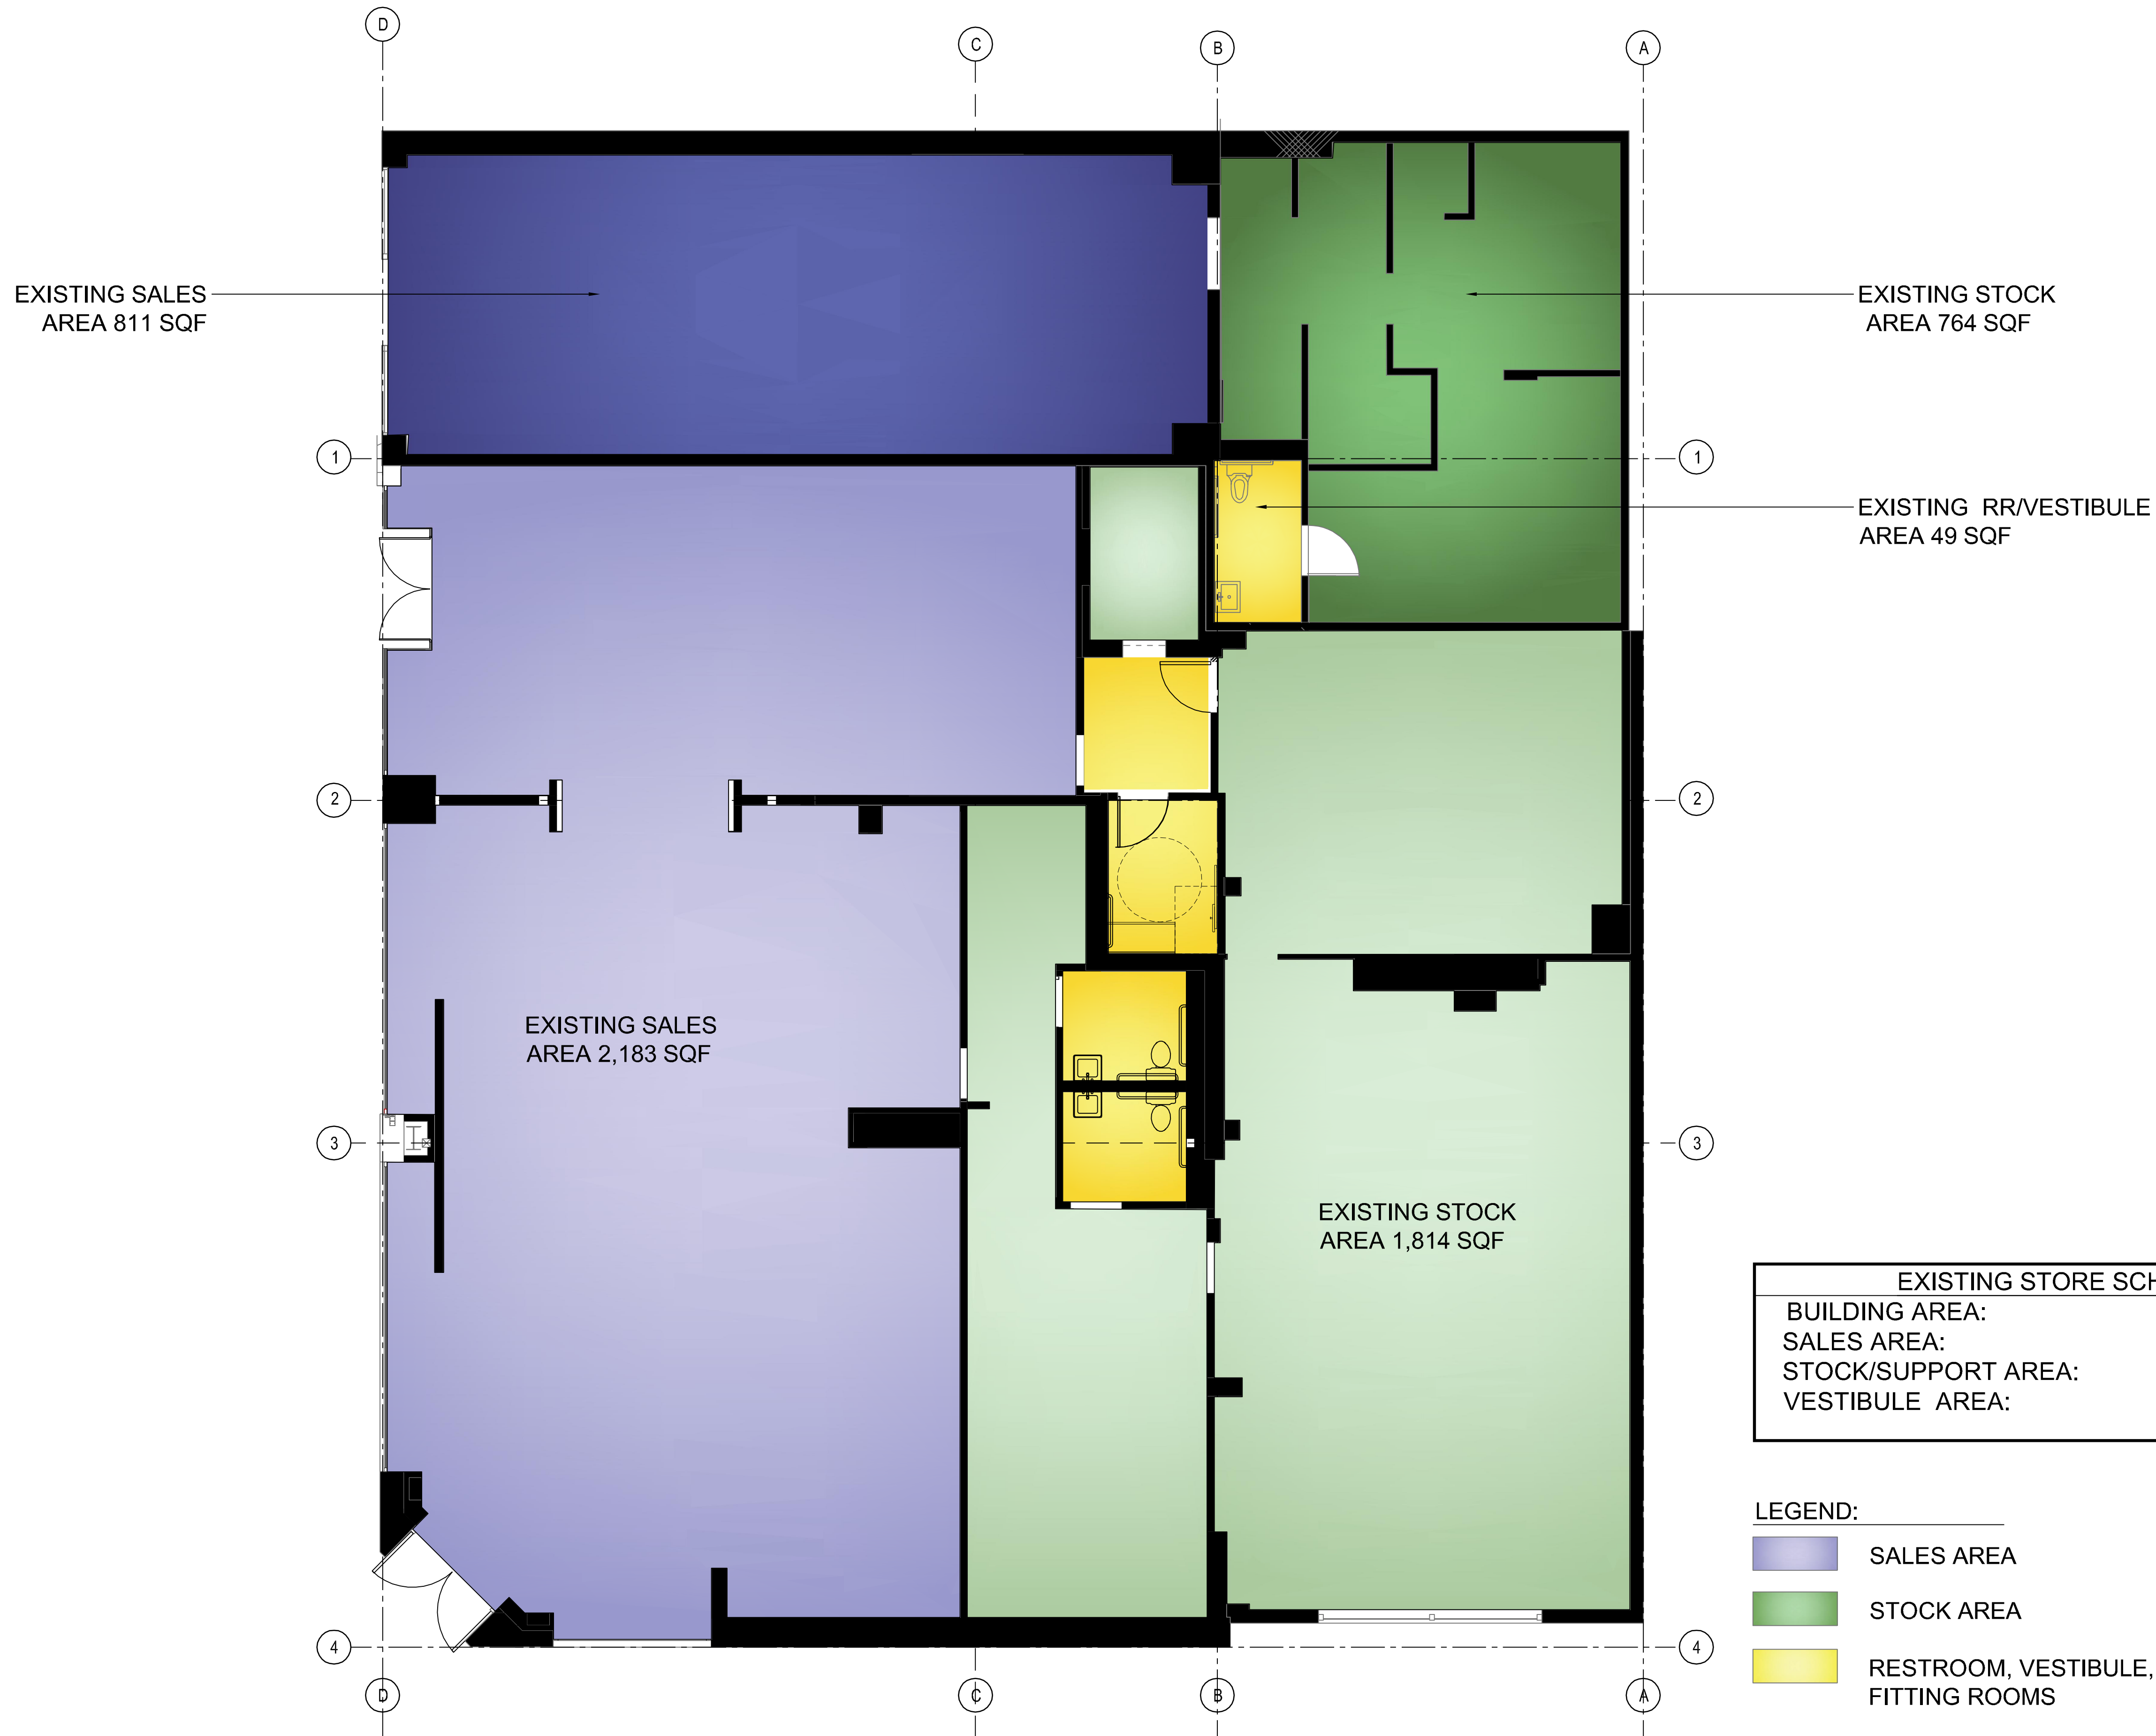 D
C
B
A
EXISTING SALES
AREA 811 SQF
EXISTING STOCK
AREA 764 SQF
1
1
EXISTING RR/VESTIBULE
AREA 49 SQF
2
2
EXISTING SALES
AREA 2,183 SQF
3
3
EXISTING STOCK
AREA 1,814 SQF
EXISTING STORE SCH
BUILDING AREA:
SALES AREA:
STOCK/SUPPORT AREA:
VESTIBULE AREA:
LEGEND:
SALES AREA
STOCK AREA
RESTROOM, VESTIBULE,
FITTING ROOMS
4
4
D
C
B
A